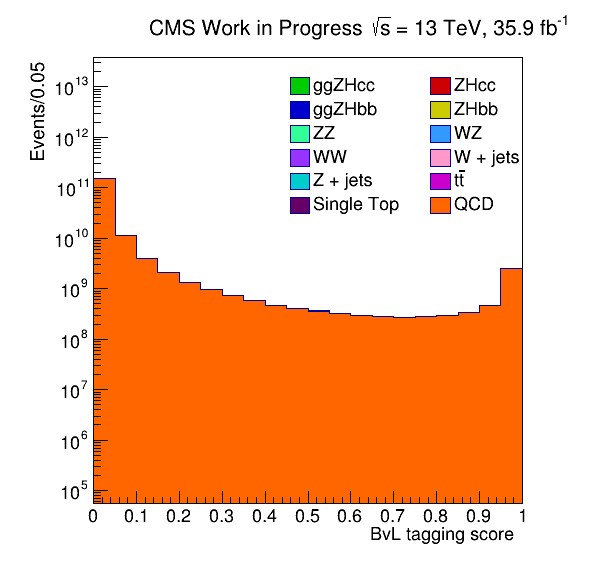 CMS Work in Progress √s = 13 TeV, 35.9 fb⁻¹
Events/0.05
10¹³
10¹²
10¹¹
10¹⁰
10⁹
10⁸
10⁷
10⁶
10⁵
ggZHcc ZHcc
ggZHbb ZHbb
ZZ WZ
WW W + jets
Z + jets tt̄
Single Top QCD
0 0.1 0.2 0.3 0.4 0.5 0.6 0.7 0.8 0.9 1
BvL tagging score